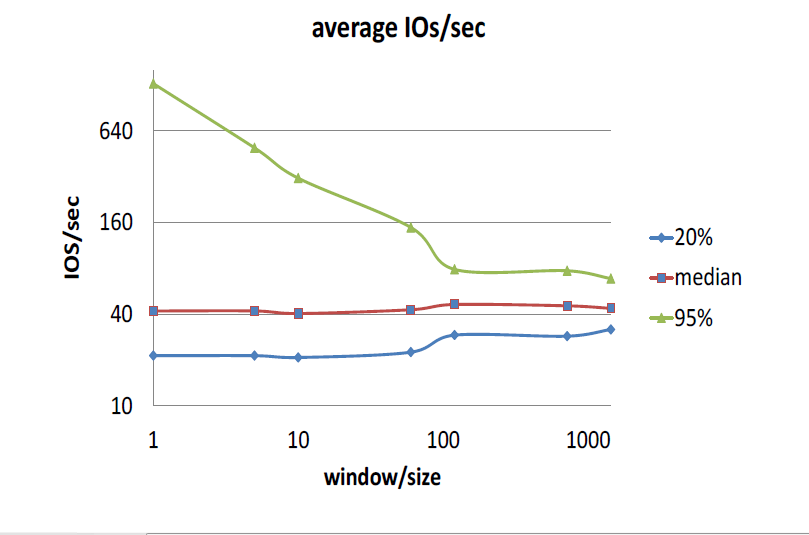 average IOs/sec
640
160
40
10
IOS/sec
1 10 100 1000
window/size
20%
median
95%